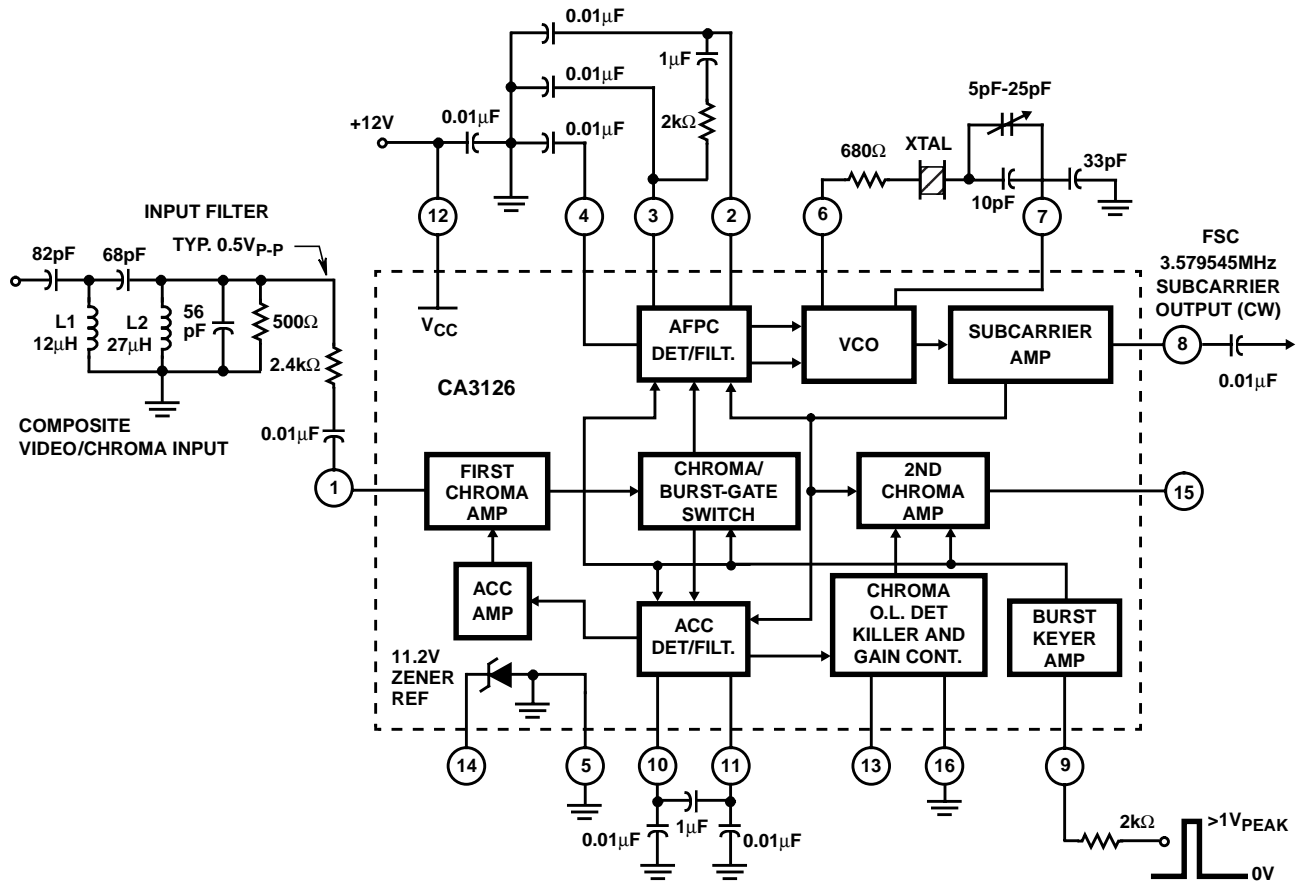 0.01µF
0.01µF
1µF
0.01µF
0.01µF
2kΩ
+12V
5pF-25pF
XTAL
680Ω
33pF
10pF
12
4
3
2
6
7
INPUT FILTER
TYP. 0.5VP-P
82pF
68pF
L1
12µH
L2
27µH
56
pF
500Ω
2.4kΩ
0.01µF
COMPOSITE
VIDEO/CHROMA INPUT
VCC
CA3126
AFPC
DET/FILT.
VCO
SUBCARRIER
AMP
FSC
3.579545MHz
SUBCARRIER
OUTPUT (CW)
8
0.01µF
1
FIRST
CHROMA
AMP
CHROMA/
BURST-GATE
SWITCH
2ND
CHROMA
AMP
15
ACC
AMP
ACC
DET/FILT.
CHROMA
O.L. DET
KILLER AND
GAIN CONT.
BURST
KEYER
AMP
11.2V
ZENER
REF
14
5
10
11
13
16
9
0.01µF
1µF
0.01µF
2kΩ
>1VPEAK
0V